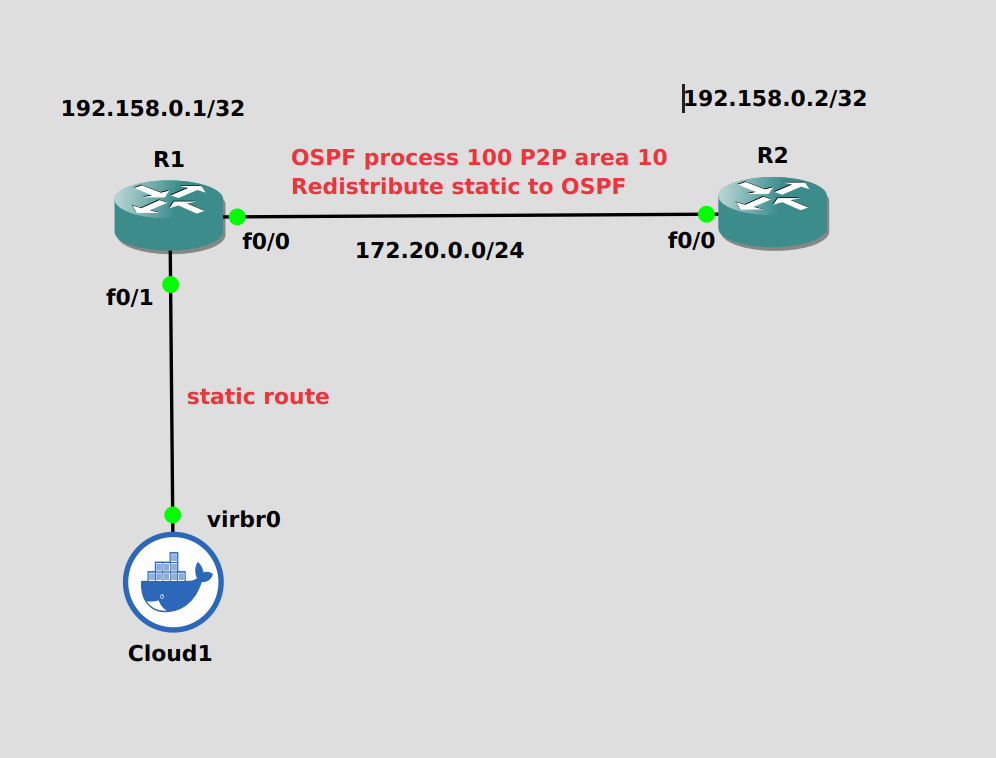 192.158.0.1/32
192.158.0.2/32
R1
R2
OSPF process 100 P2P area 10
Redistribute static to OSPF
f0/0
f0/0
172.20.0.0/24
f0/1
static route
virbr0
Cloud1